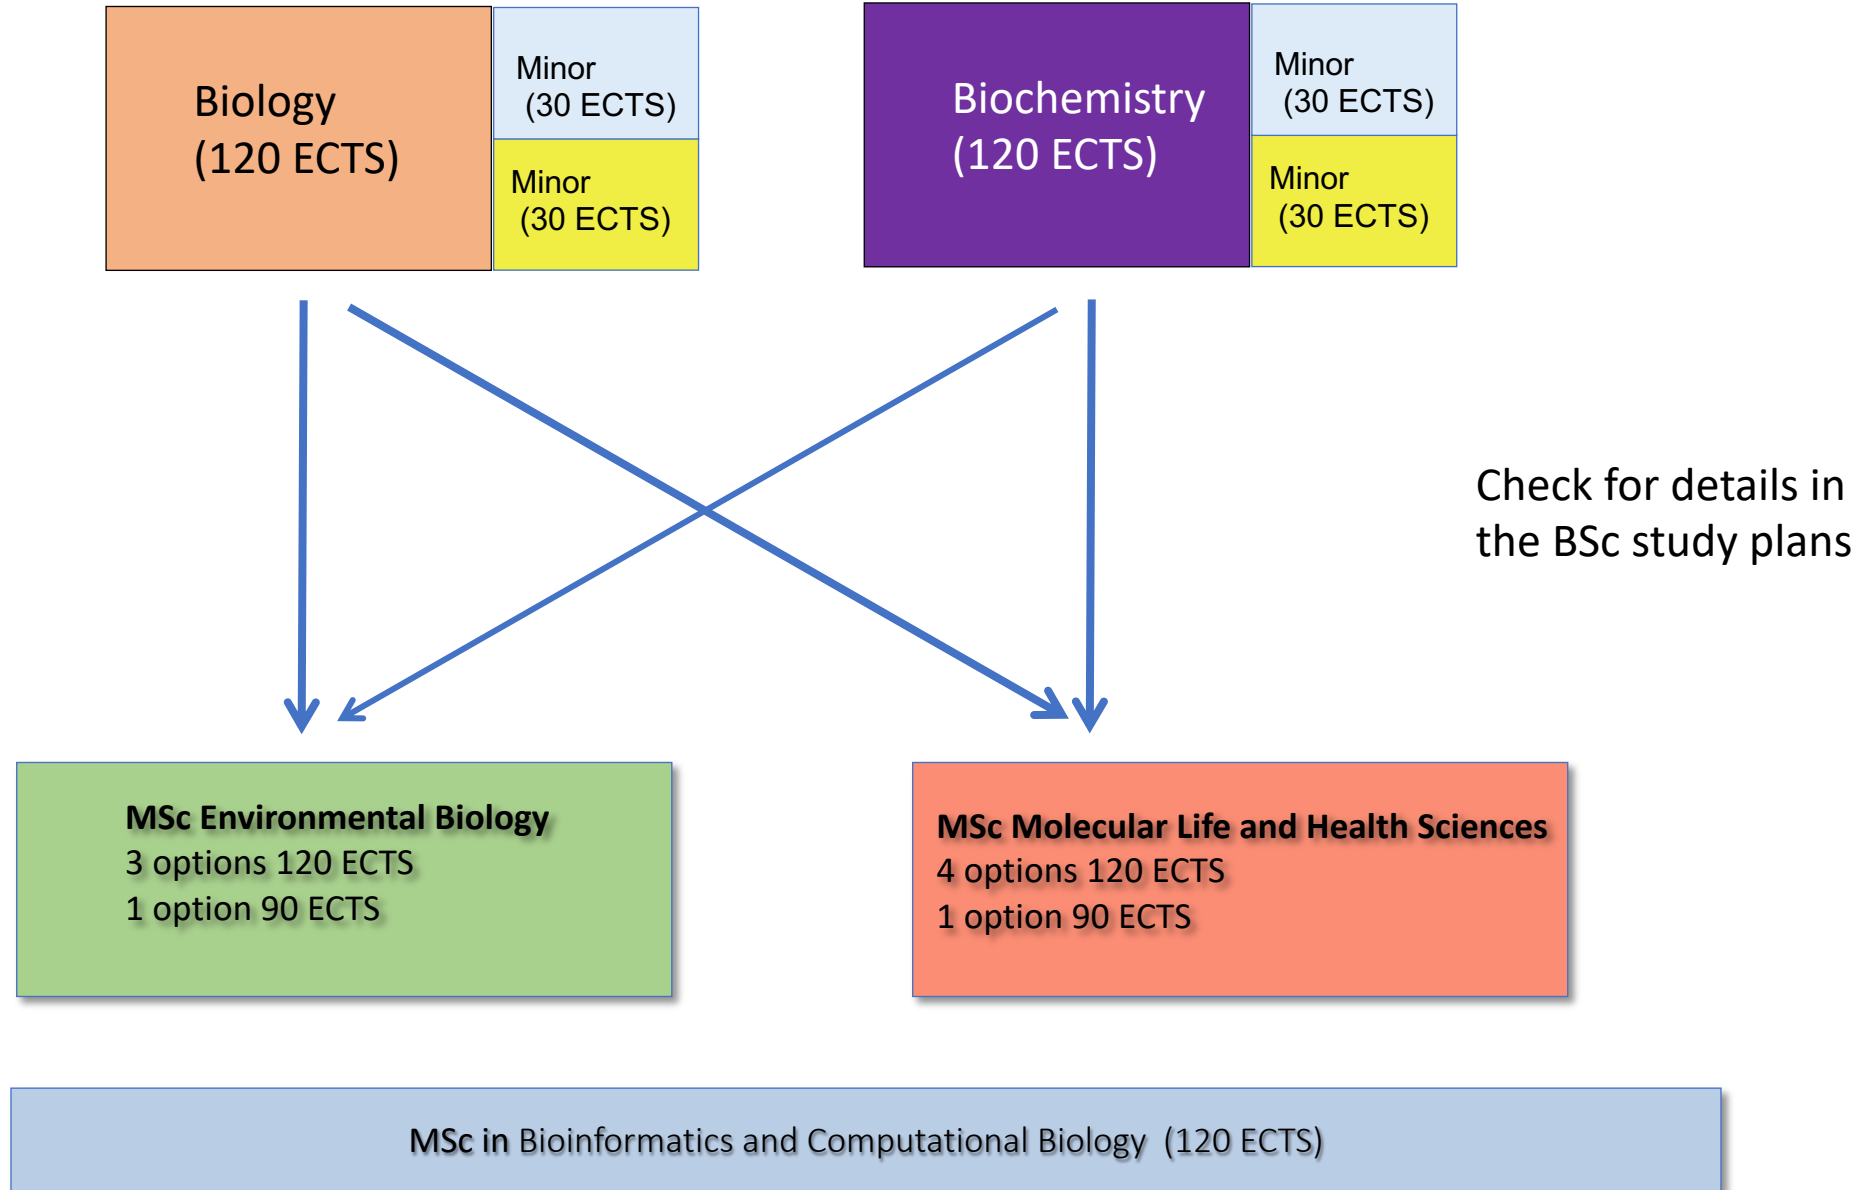 Biology
(120 ECTS)
Minor
(30 ECTS)
Minor
(30 ECTS)
Biochemistry
(120 ECTS)
Minor
(30 ECTS)
Minor
(30 ECTS)
Check for details in
the BSc study plans
MSc Environmental Biology
3 options 120 ECTS
1 option 90 ECTS
MSc Molecular Life and Health Sciences
4 options 120 ECTS
1 option 90 ECTS
MSc in Bioinformatics and Computational Biology (120 ECTS)